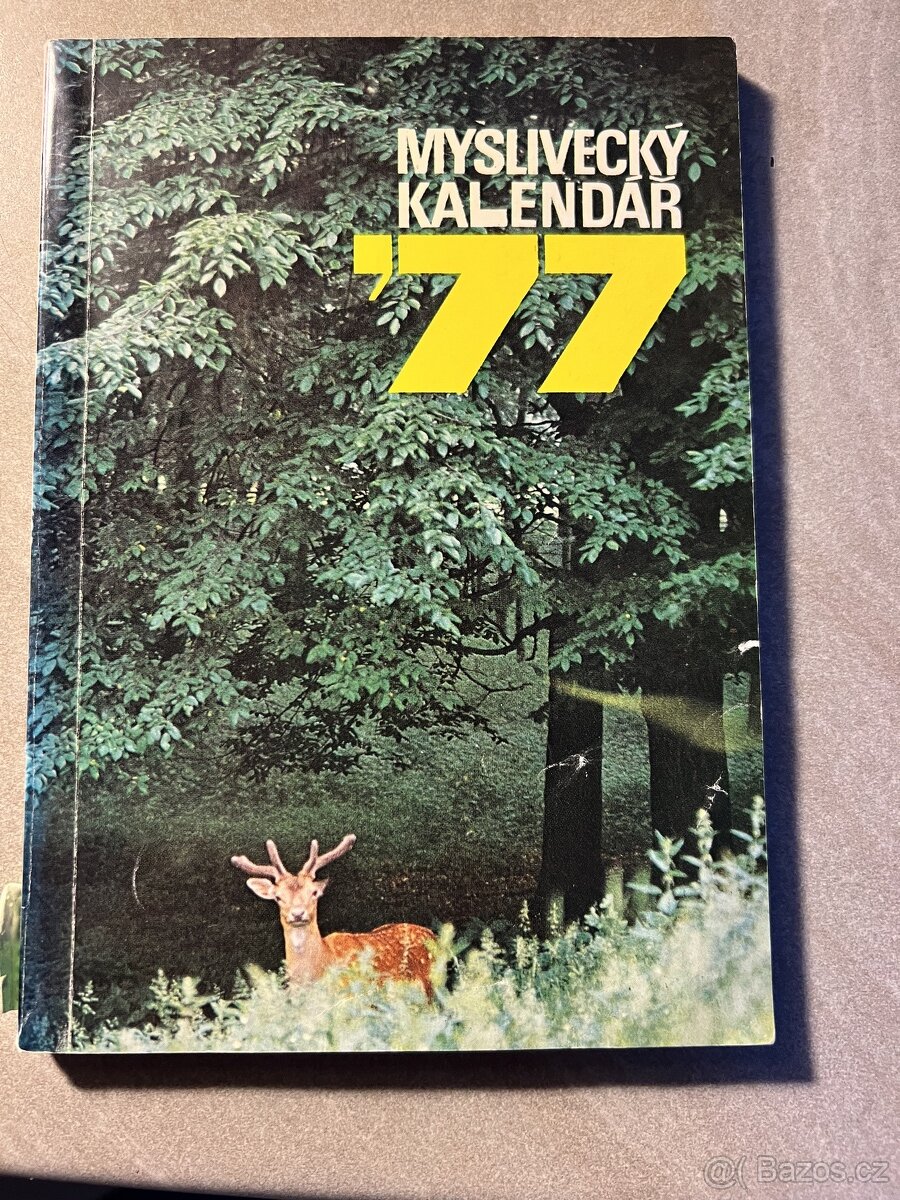 MYSLIVECKÝ
KALENDÁŘ
'77
@( Bazos.cz